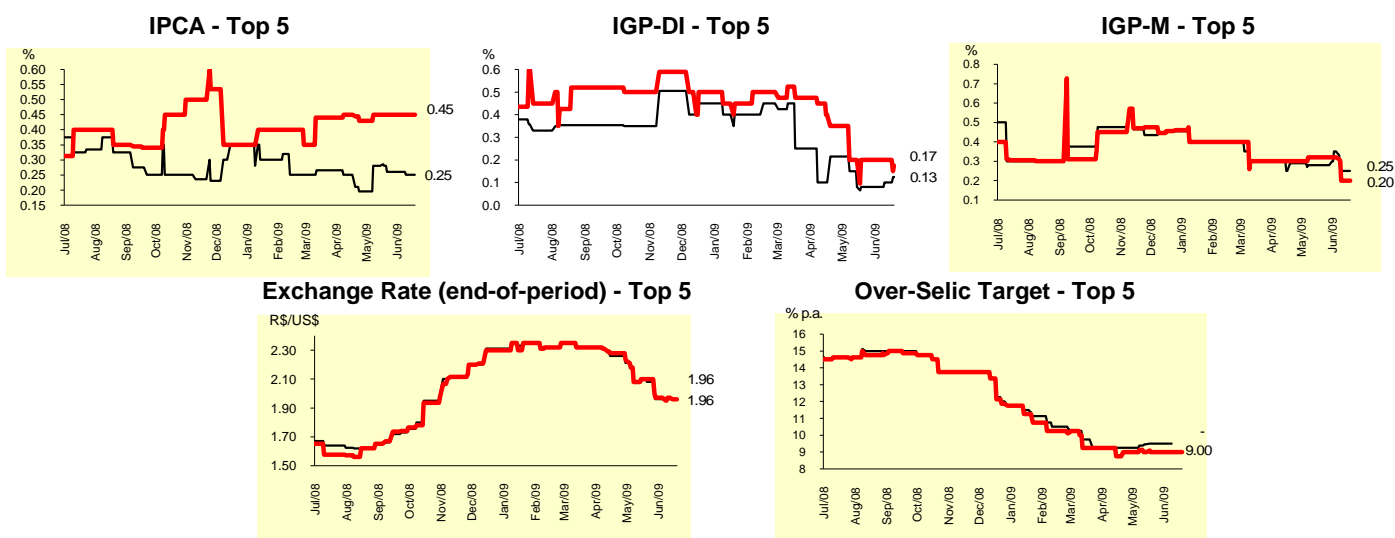 IPCA - Top 5
%
0.60
0.55
0.50
0.45
0.40
0.35
0.30
0.25
0.20
0.15
0.45
0.25
Jul/08
Aug/08
Sep/08
Oct/08
Nov/08
Dec/08
Jan/09
Feb/09
Mar/09
Apr/09
May/09
Jun/09
IGP-DI - Top 5
%
0.6
0.5
0.4
0.3
0.2
0.1
0.0
0.17
0.13
Jul/08
Aug/08
Sep/08
Oct/08
Nov/08
Dec/08
Jan/09
Feb/09
Mar/09
Apr/09
May/09
Jun/09
IGP-M - Top 5
%
0.8
0.7
0.6
0.5
0.4
0.3
0.2
0.1
0.25
0.20
Jul/08
Aug/08
Sep/08
Oct/08
Nov/08
Dec/08
Jan/09
Feb/09
Mar/09
Apr/09
May/09
Jun/09
Exchange Rate (end-of-period) - Top 5
R$/US$
2.30
2.10
1.90
1.70
1.50
1.96
1.96
Jul/08
Aug/08
Sep/08
Oct/08
Nov/08
Dec/08
Jan/09
Feb/09
Mar/09
Apr/09
May/09
Jun/09
Over-Selic Target - Top 5
% p.a.
16
15
14
13
12
11
10
9
8
-
9.00
Jul/08
Aug/08
Sep/08
Oct/08
Nov/08
Dec/08
Jan/09
Feb/09
Mar/09
Apr/09
May/09
Jun/09